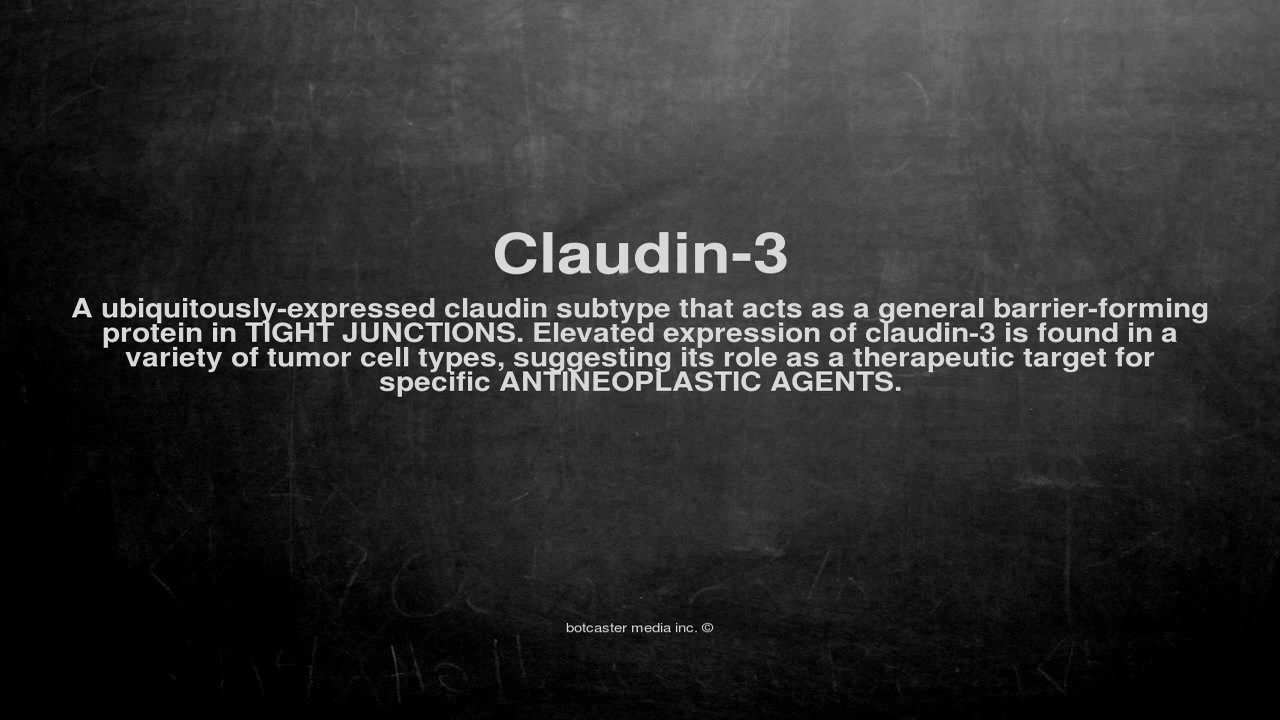 Claudin-3
A ubiquitously-expressed claudin subtype that acts as a general barrier-forming
protein in TIGHT JUNCTIONS. Elevated expression of claudin-3 is found in a
variety of tumor cell types, suggesting its role as a therapeutic target for
specific ANTINEOPLASTIC AGENTS.
botcaster media inc. ©